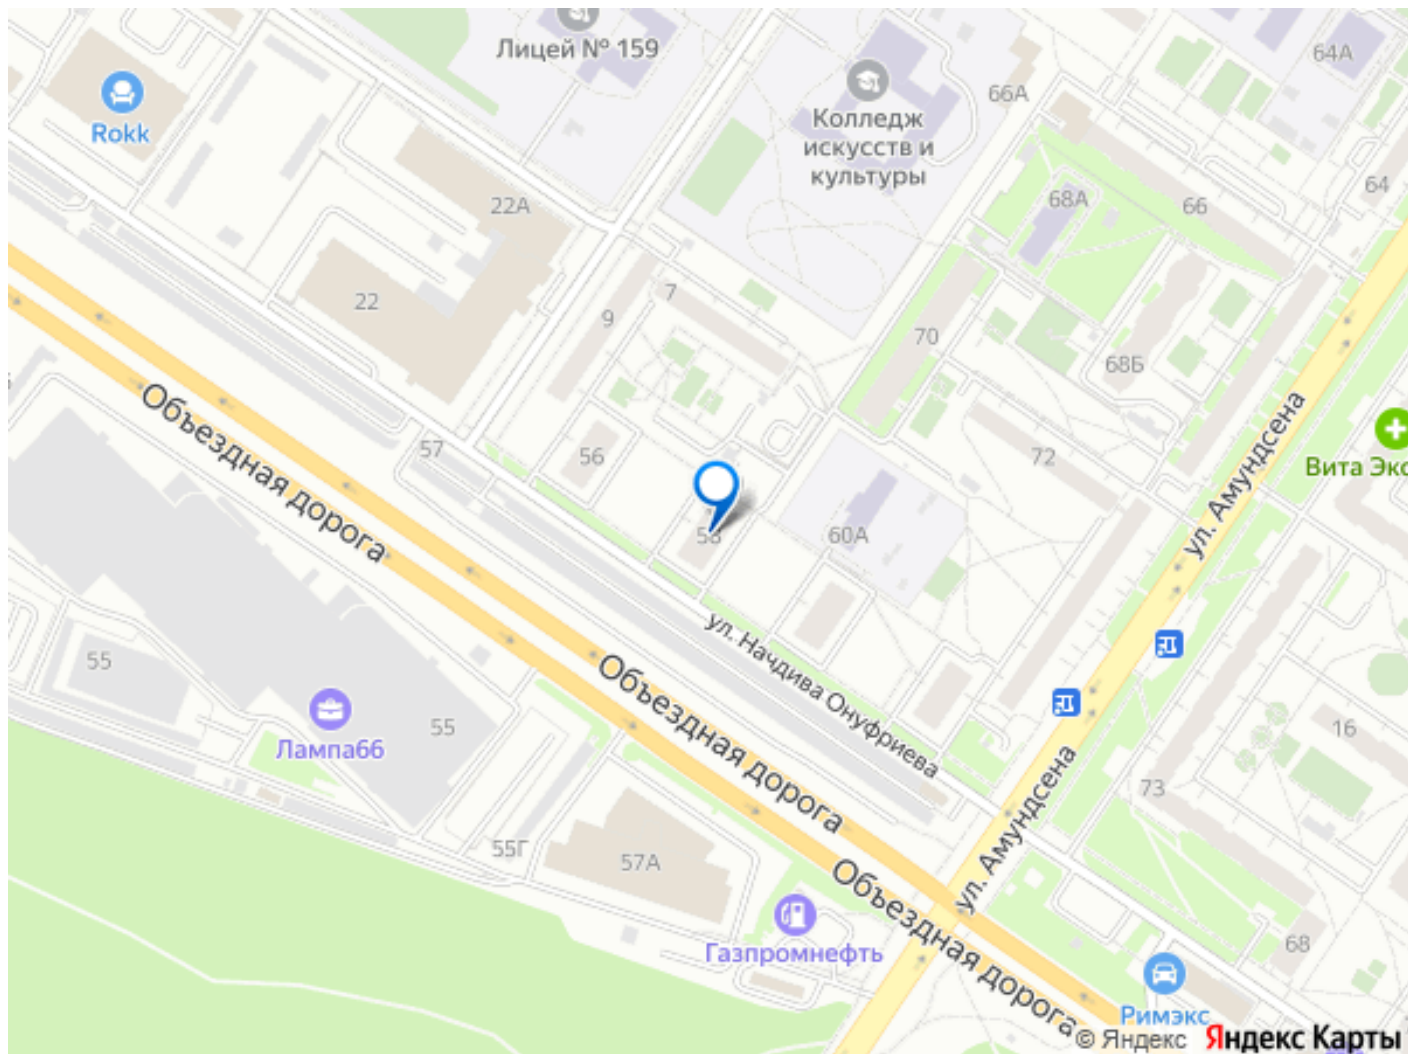 Лицей № 159
64А
66А
Rokk
Колледж
искусств и
культуры
64
68А
66
22А
7
22
9
70
68Б
Объездная дорога
ул. Амундсена
57
56
72
Вита Экс
58
60А
ул. Начдива Онуфриева
55
Объездная дорога
55
Лампа66
16
73
ул. Амундсена
55Г
57А
Объездная дорога
Газпромнефть
68
Римэкс
© Яндекс Яндекс Карты